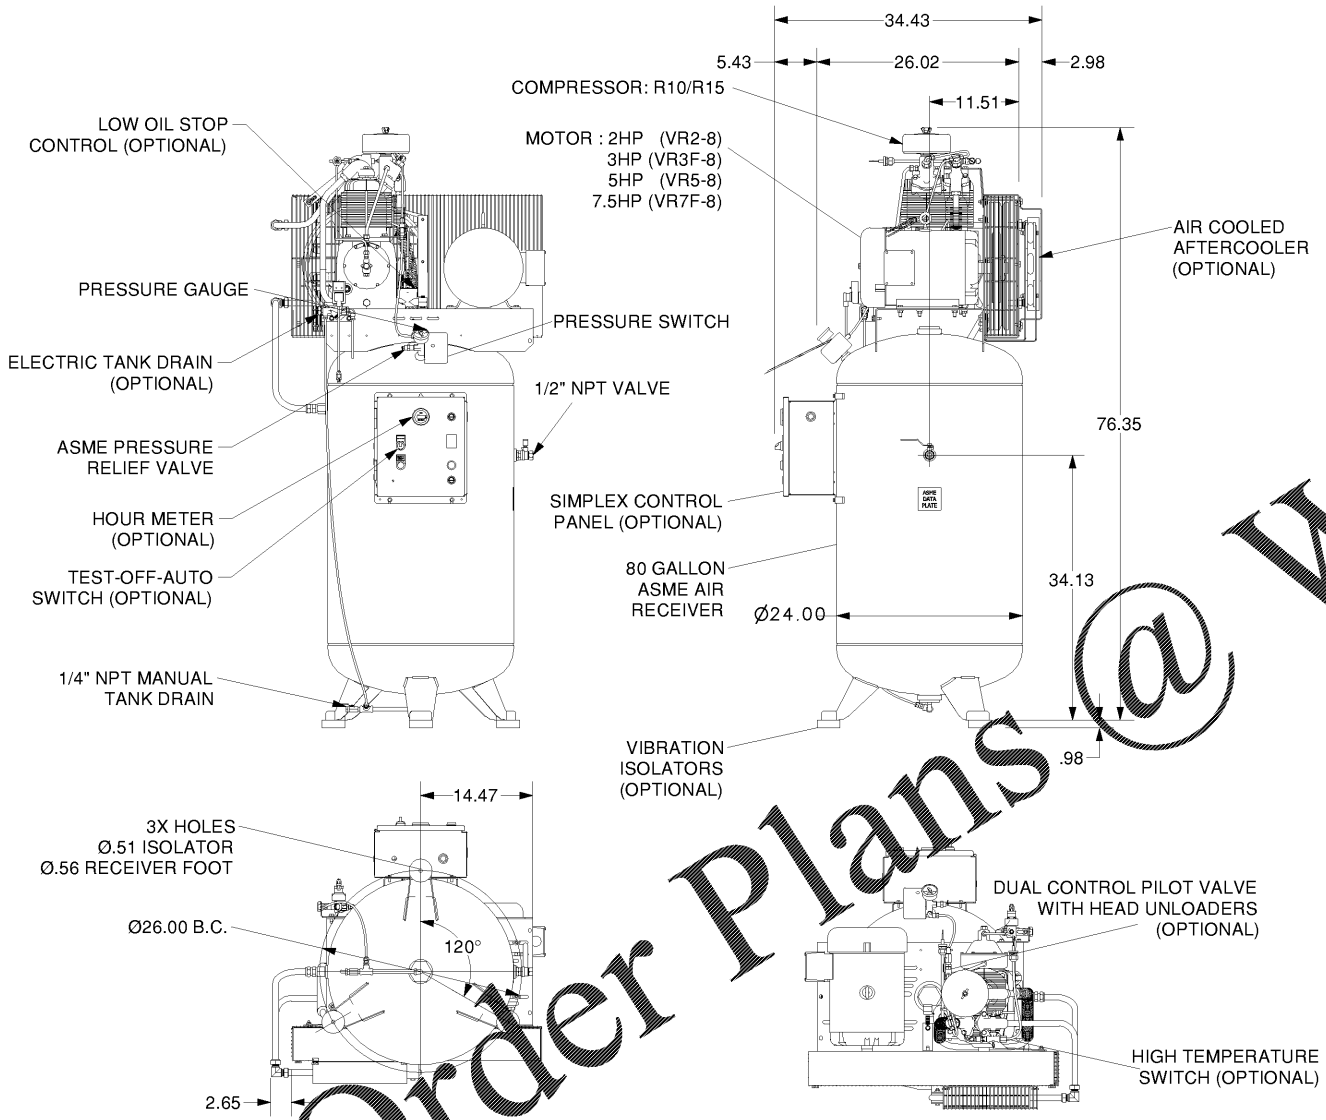 34.43
5.43
26.02
2.98
COMPRESSOR: R10/R15
11.51
LOW OIL STOP
CONTROL (OPTIONAL)
MOTOR : 2HP (VR2-8)
3HP (VR3F-8)
5HP (VR5-8)
7.5HP (VR7F-8)
AIR COOLED
AFTERCOOLER
(OPTIONAL)
PRESSURE GAUGE
PRESSURE SWITCH
ELECTRIC TANK DRAIN
(OPTIONAL)
1/2" NPT VALVE
76.35
ASME PRESSURE
RELIEF VALVE
SIMPLEX CONTROL
PANEL (OPTIONAL)
ASME
DATA
PLATE
HOUR METER
(OPTIONAL)
80 GALLON
ASME AIR
RECEIVER
TEST-OFF-AUTO
SWITCH (OPTIONAL)
34.13
Ø24.00
1/4" NPT MANUAL
TANK DRAIN
VIBRATION
ISOLATORS
(OPTIONAL)
.98
14.47
3X HOLES
Ø.51 ISOLATOR
Ø.56 RECEIVER FOOT
Ø26.00 B.C.
120°
DUAL CONTROL PILOT VALVE
WITH HEAD UNLOADERS
(OPTIONAL)
HIGH TEMPERATURE
SWITCH (OPTIONAL)
2.65
Order Plans @ W